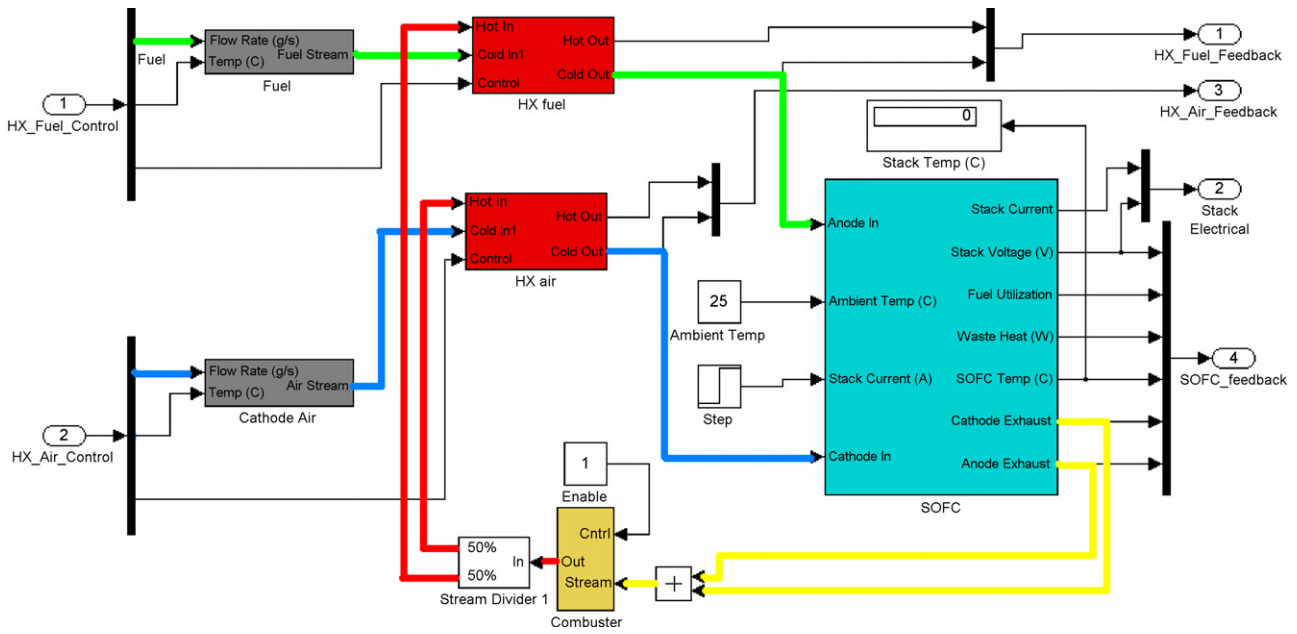 Flow Rate (g/s)
Fuel Stream
Temp (C)
Fuel
Fuel
1
HX_Fuel_Control
Hot In
Hot Out
Cold In1
Cold Out
Control
HX fuel
1
HX_Fuel_Feedback
3
HX_Air_Feedback
0
Stack Temp (C)
Hot In
Hot Out
Cold In1
Cold Out
Control
HX air
2
Stack
Electrical
Anode In
Ambient Temp (C)
Stack Current (A)
Cathode In
Stack Current
Stack Voltage (V)
Fuel Utilization
Waste Heat (W)
SOFC Temp (C)
Cathode Exhaust
Anode Exhaust
SOFC
25
Ambient Temp
Step
4
SOFC_feedback
Flow Rate (g/s)
Air Stream
Temp (C)
Cathode Air
2
HX_Air_Control
1
Enable
Cntrl
Out
Stream
Combuster
50%
In
50%
Stream Divider 1
+